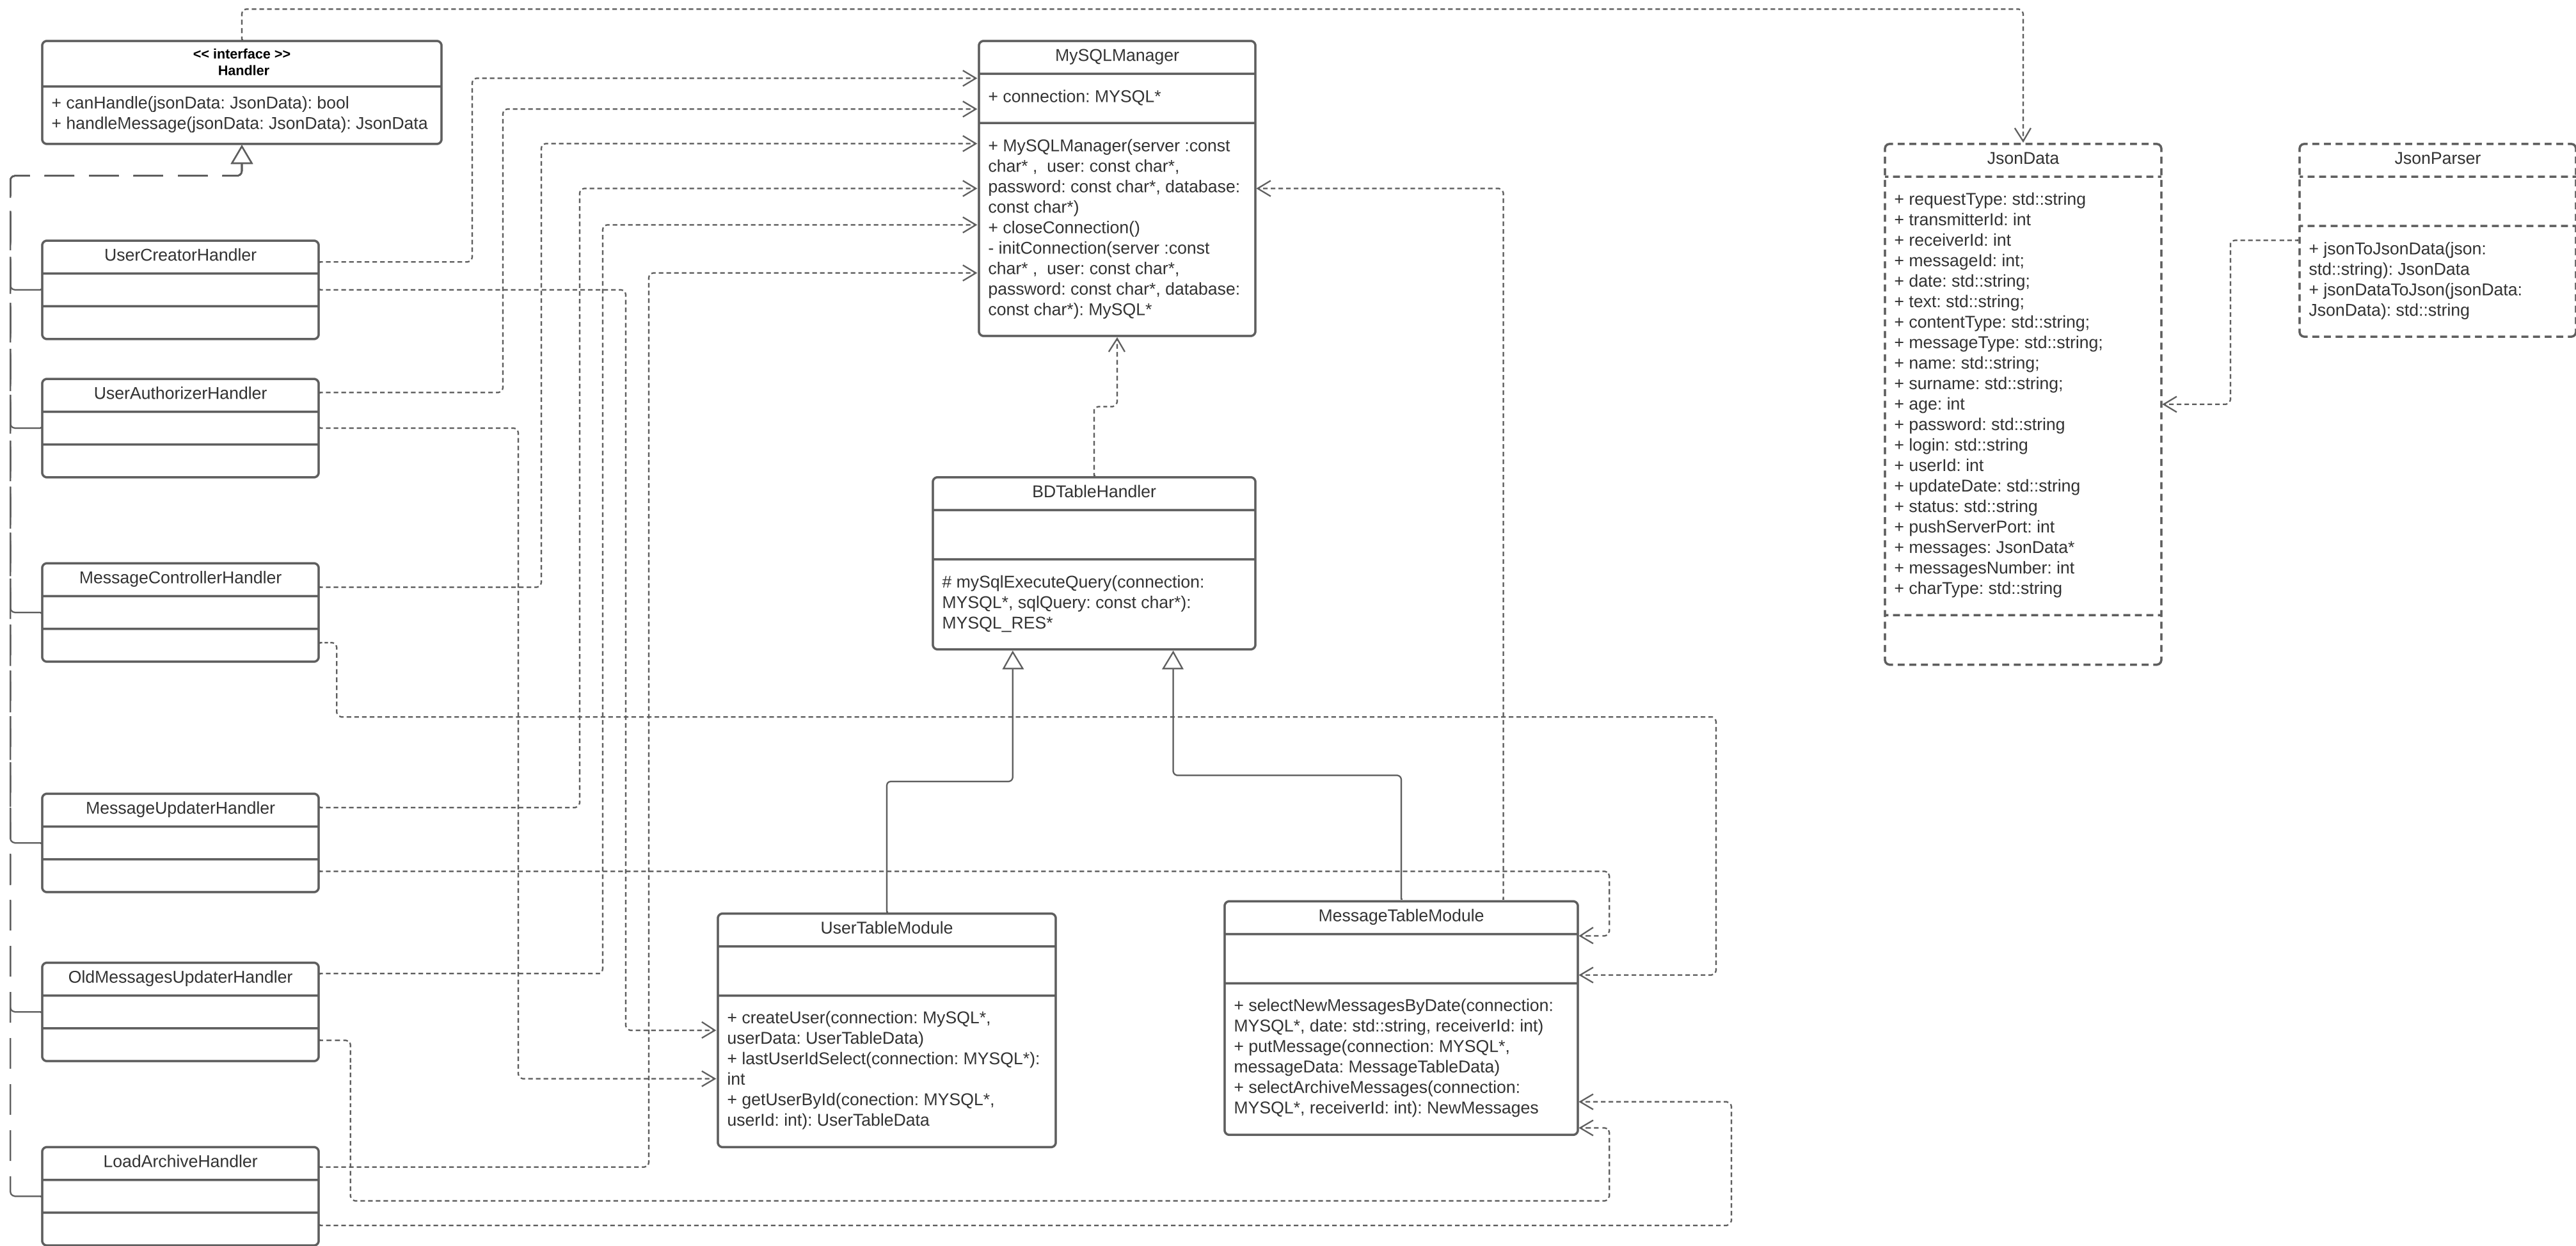 << interface >>
Handler
+ canHandle(jsonData: JsonData): bool
+ handleMessage(jsonData: JsonData): JsonData
UserCreatorHandler
UserAuthorizerHandler
MessageControllerHandler
MessageUpdaterHandler
OldMessagesUpdaterHandler
LoadArchiveHandler
MySQLManager
+ connection: MYSQL*
+ MySQLManager(server :const
char* ,  user: const char*,
password: const char*, database:
const char*)
+ closeConnection()
- initConnection(server :const
char* ,  user: const char*,
password: const char*, database:
const char*): MySQL*
BDTableHandler
# mySqlExecuteQuery(connection:
MYSQL*, sqlQuery: const char*):
MYSQL_RES*
UserTableModule
+ createUser(connection: MySQL*,
userData: UserTableData)
+ lastUserIdSelect(connection: MYSQL*):
int
+ getUserById(conection: MYSQL*,
userId: int): UserTableData
MessageTableModule
+ selectNewMessagesByDate(connection:
MYSQL*, date: std::string, receiverId: int)
+ putMessage(connection: MYSQL*,
messageData: MessageTableData)
+ selectArchiveMessages(connection:
MYSQL*, receiverId: int): NewMessages
JsonData
+ requestType: std::string
+ transmitterId: int
+ receiverId: int
+ messageId: int;
+ date: std::string;
+ text: std::string;
+ contentType: std::string;
+ messageType: std::string;
+ name: std::string;
+ surname: std::string;
+ age: int
+ password: std::string
+ login: std::string
+ userId: int
+ updateDate: std::string
+ status: std::string
+ pushServerPort: int
+ messages: JsonData*
+ messagesNumber: int
+ charType: std::string
JsonParser
+ jsonToJsonData(json:
std::string): JsonData
+ jsonDataToJson(jsonData:
JsonData): std::string